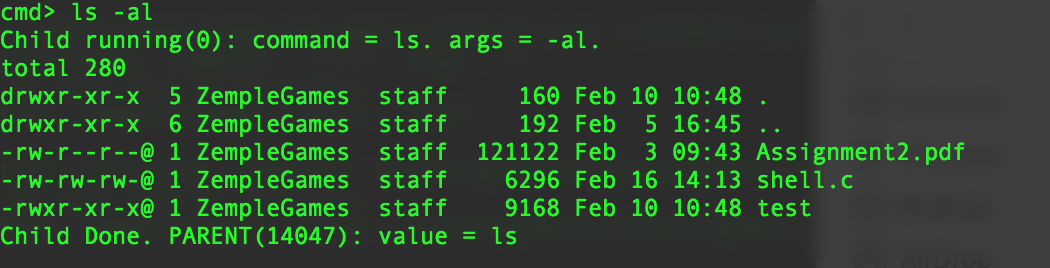 cmd> ls -al
Child running(0): command = ls. args = -al.
total 280
drwxr-xr-x  5 ZempleGames  staff     160 Feb 10 10:48 .
drwxr-xr-x  6 ZempleGames  staff     192 Feb  5 16:45 ..
-rw-r--r--@ 1 ZempleGames  staff  121122 Feb  3 09:43 Assignment2.pdf
-rw-rw-rw-@ 1 ZempleGames  staff    6296 Feb 16 14:13 shell.c
-rwxr-xr-x@ 1 ZempleGames  staff    9168 Feb 10 10:48 test
Child Done. PARENT(14047): value = ls
AirDrop